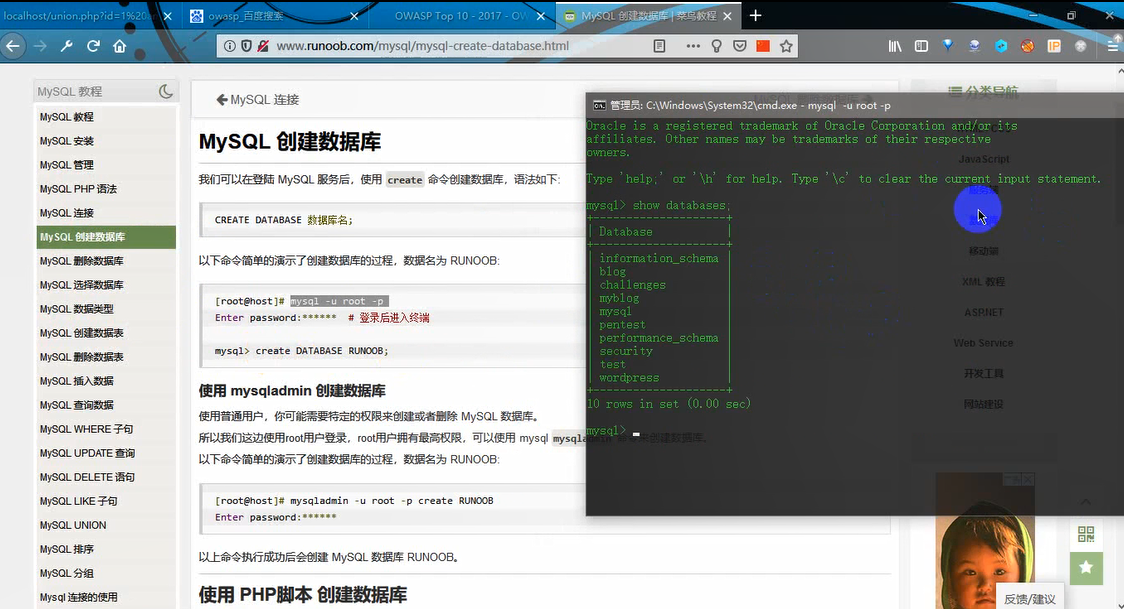 localhost/union.php?id=1%20
owasp_百度搜索
OWASP Top 10 - 2017 - OW
MySQL 创建数据库 | 菜鸟教程
www.runoob.com/mysql/mysql-create-database.html
MySQL 教程
MySQL 教程
MySQL 安装
MySQL 管理
MySQL PHP 语法
MySQL 连接
MySQL 创建数据库
MySQL 删除数据库
MySQL 选择数据库
MySQL 数据类型
MySQL 创建数据表
MySQL 删除数据表
MySQL 插入数据
MySQL 查询数据
MySQL WHERE 子句
MySQL UPDATE 查询
MySQL DELETE 语句
MySQL LIKE 子句
MySQL UNION
MySQL 排序
MySQL 分组
Mysql 连接的使用
MySQL 连接
MySQL 创建数据库
我们可以在登陆 MySQL 服务后，使用 create 命令创建数据库，语法如下:
CREATE DATABASE 数据库名;
以下命令简单的演示了创建数据库的过程，数据名为 RUNOOB:
[root@host]# mysql -u root -p
Enter password:****** # 登录后进入终端
mysql> create DATABASE RUNOOB;
使用 mysqladmin 创建数据库
使用普通用户，你可能需要特定的权限来创建或者删除 MySQL 数据库。
所以我们这边使用root用户登录，root用户拥有最高权限，可以使用 mysql mysqladmin 命令来创建数据库。
以下命令简单的演示了创建数据库的过程，数据名为 RUNOOB:
[root@host]# mysqladmin -u root -p create RUNOOB
Enter password:******
以上命令执行成功后会创建 MySQL 数据库 RUNOOB。
使用 PHP脚本 创建数据库
分类导航
JavaScript
服务端
移动端
XML 教程
ASP.NET
Web Service
开发工具
网站建设
管理员: C:\Windows\System32\cmd.exe - mysql -u root -p
Oracle is a registered trademark of Oracle Corporation and/or its
affiliates. Other names may be trademarks of their respective
owners.
Type 'help;' or '\h' for help. Type '\c' to clear the current input statement.
mysql> show databases;
+--------------------+
| Database |
+--------------------+
| information_schema |
| blog |
| challenges |
| myblog |
| mysql |
| pentest |
| performance_schema |
| security |
| test |
| wordpress |
+--------------------+
10 rows in set (0.00 sec)
mysql>
反馈/建议